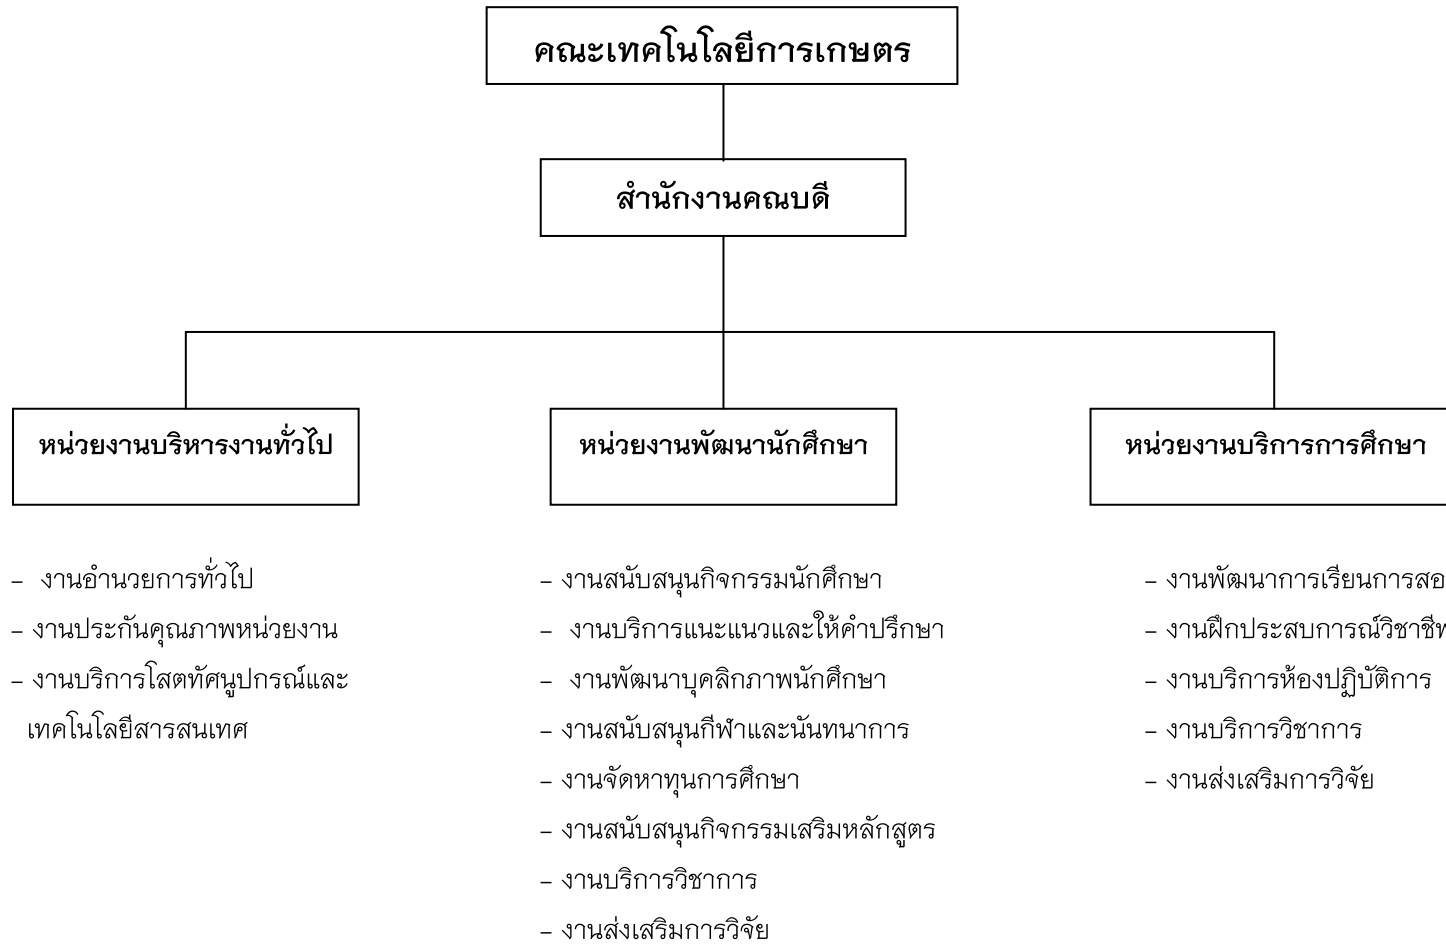 คณะเทคโนโลยีการเกษตร
สำนักงานคณบดี
หน่วยงานบริหารงานทั่วไป
หน่วยงานพัฒนานักศึกษา
หน่วยงานบริการการศึกษา
- งานอำนวยการทั่วไป
- งานประกันคุณภาพหน่วยงาน
- งานบริการโสตทัศนูปกรณ์และ
เทคโนโลยีสารสนเทศ
- งานสนับสนุนกิจกรรมนักศึกษา
- งานบริการแนะแนวและให้คำปรึกษา
- งานพัฒนาบุคลิกภาพนักศึกษา
- งานสนับสนุนกีฬาและนันทนาการ
- งานจัดหาทุนการศึกษา
- งานสนับสนุนกิจกรรมเสริมหลักสูตร
- งานบริการวิชาการ
- งานส่งเสริมการวิจัย
- งานพัฒนาการเรียนการสอ
- งานฝึกประสบการณ์วิชาชีพ
- งานบริการห้องปฏิบัติการ
- งานบริการวิชาการ
- งานส่งเสริมการวิจัย